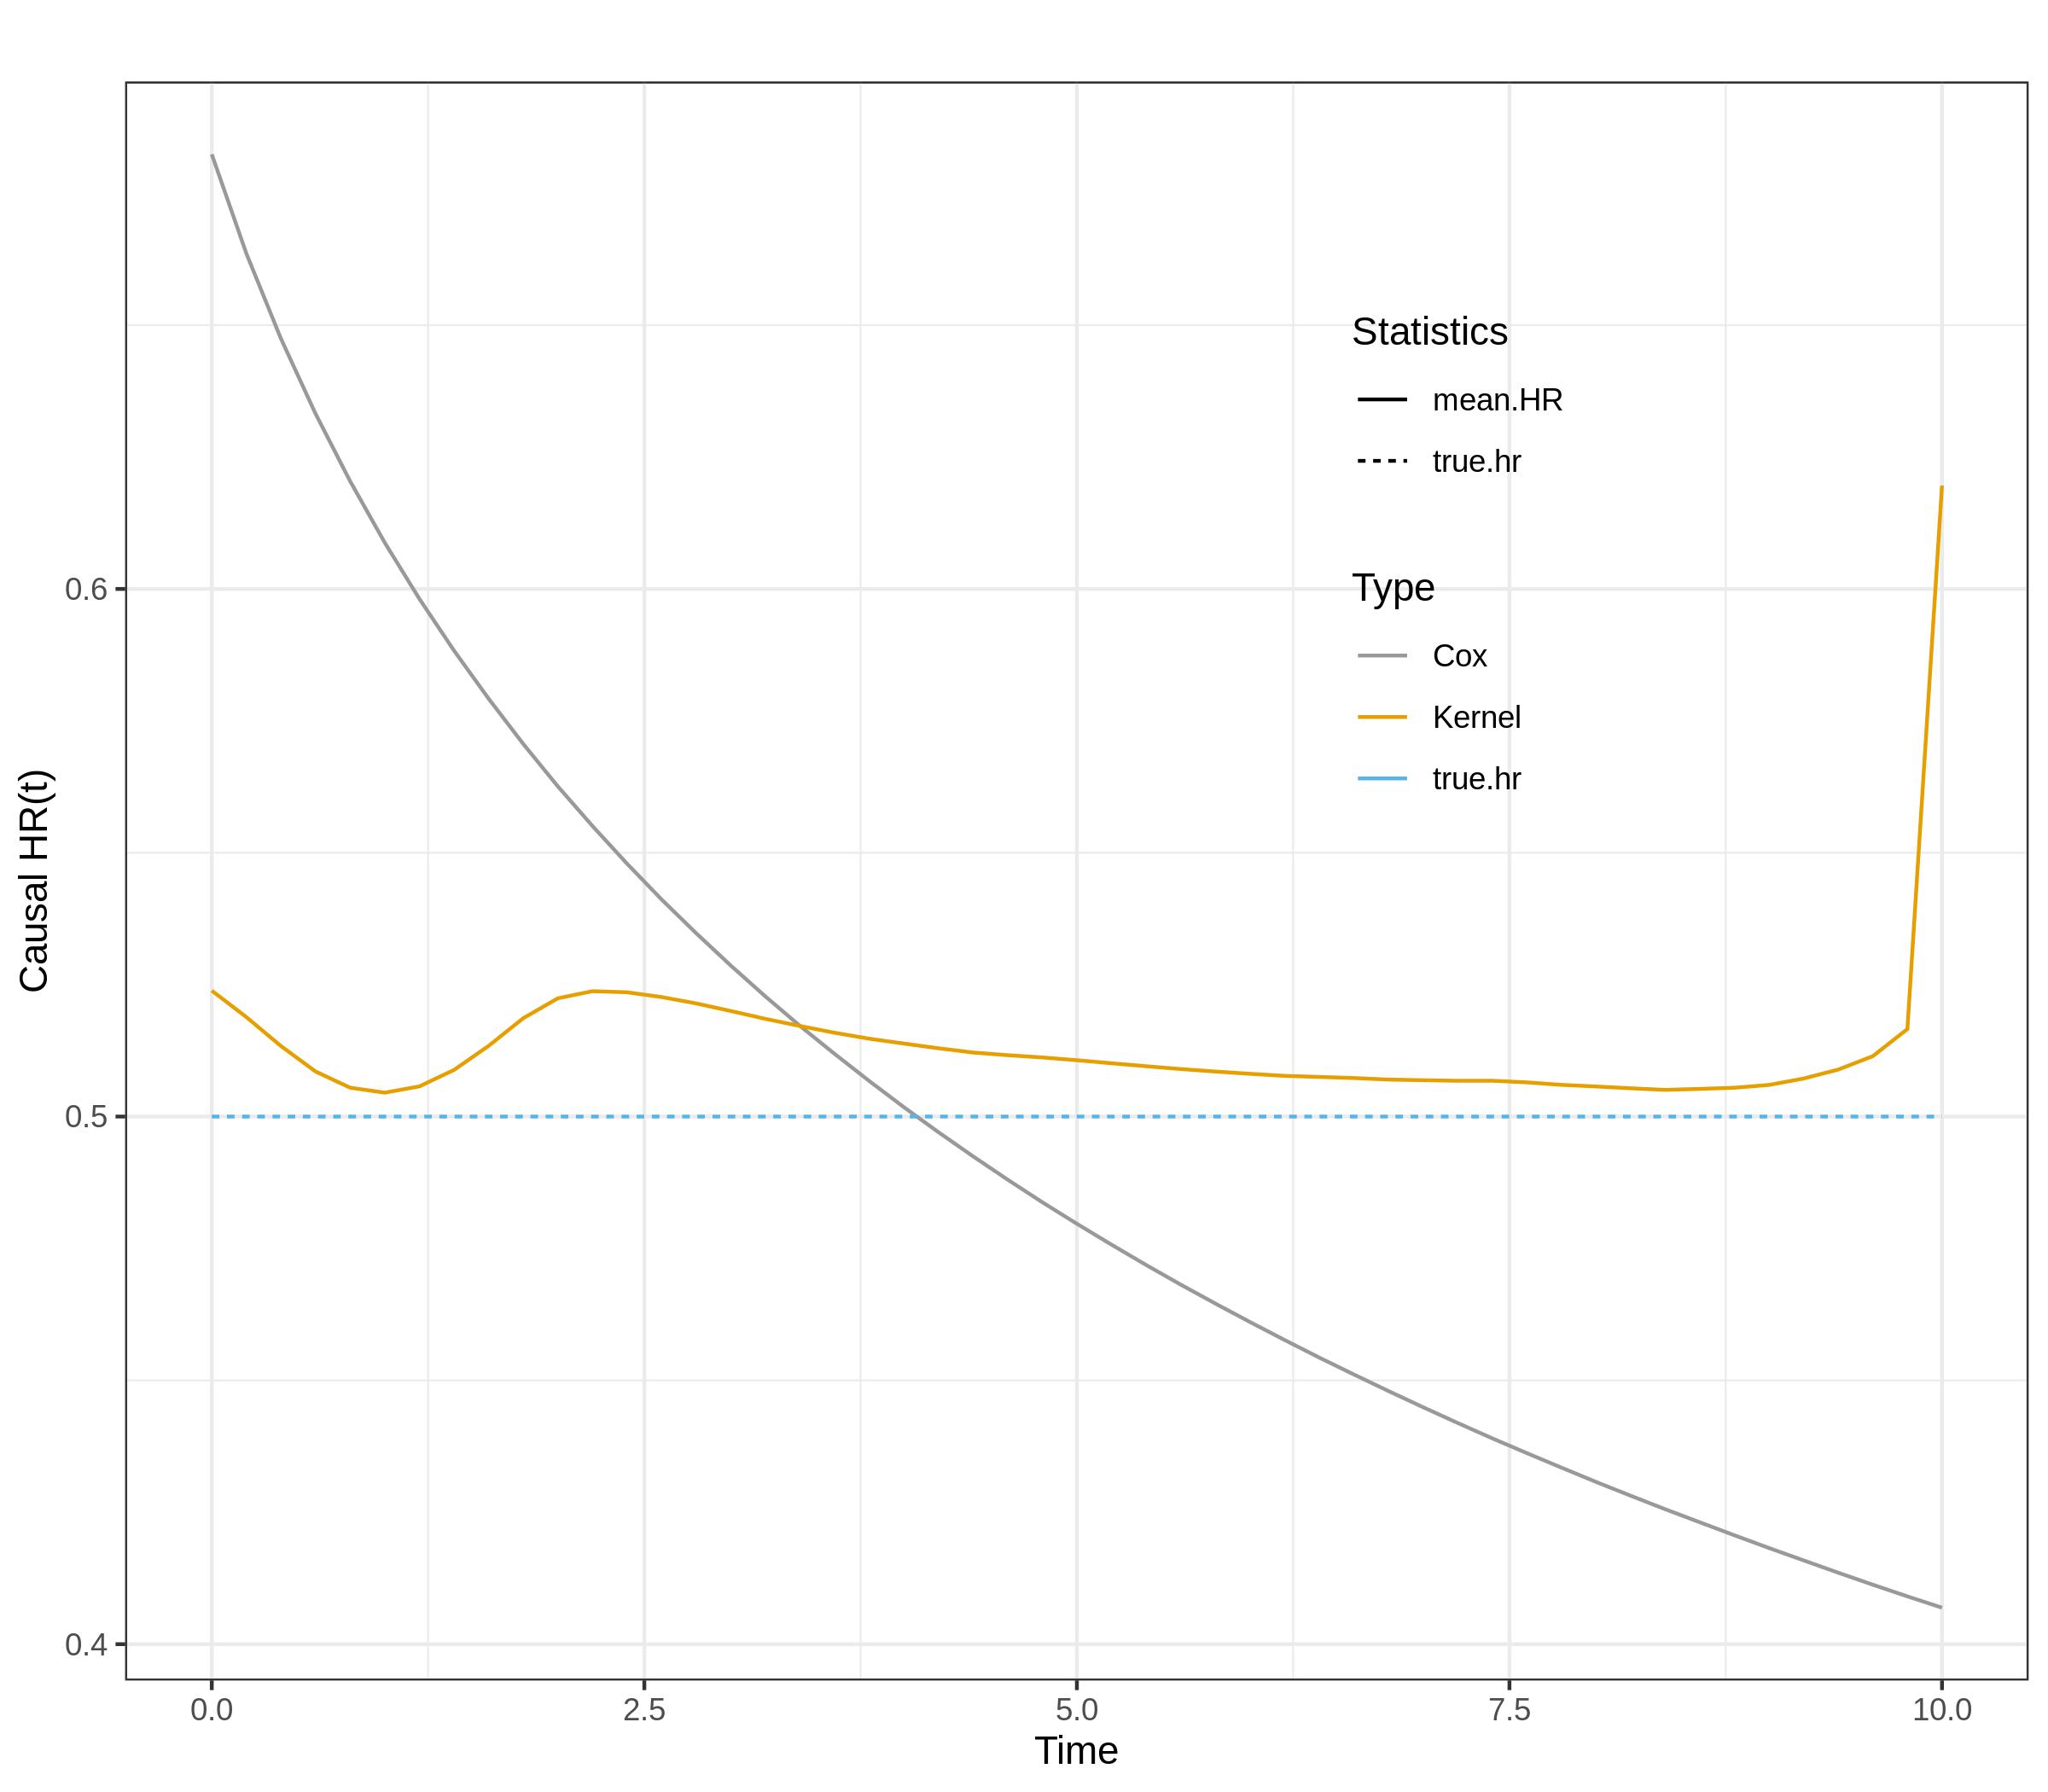 Statistics
mean.HR
true.hr
Type
Cox
Kernel
true.hr
Causal HR(t)
0.6
0.5
0.4
0.0 2.5 5.0 7.5 10.0
Time